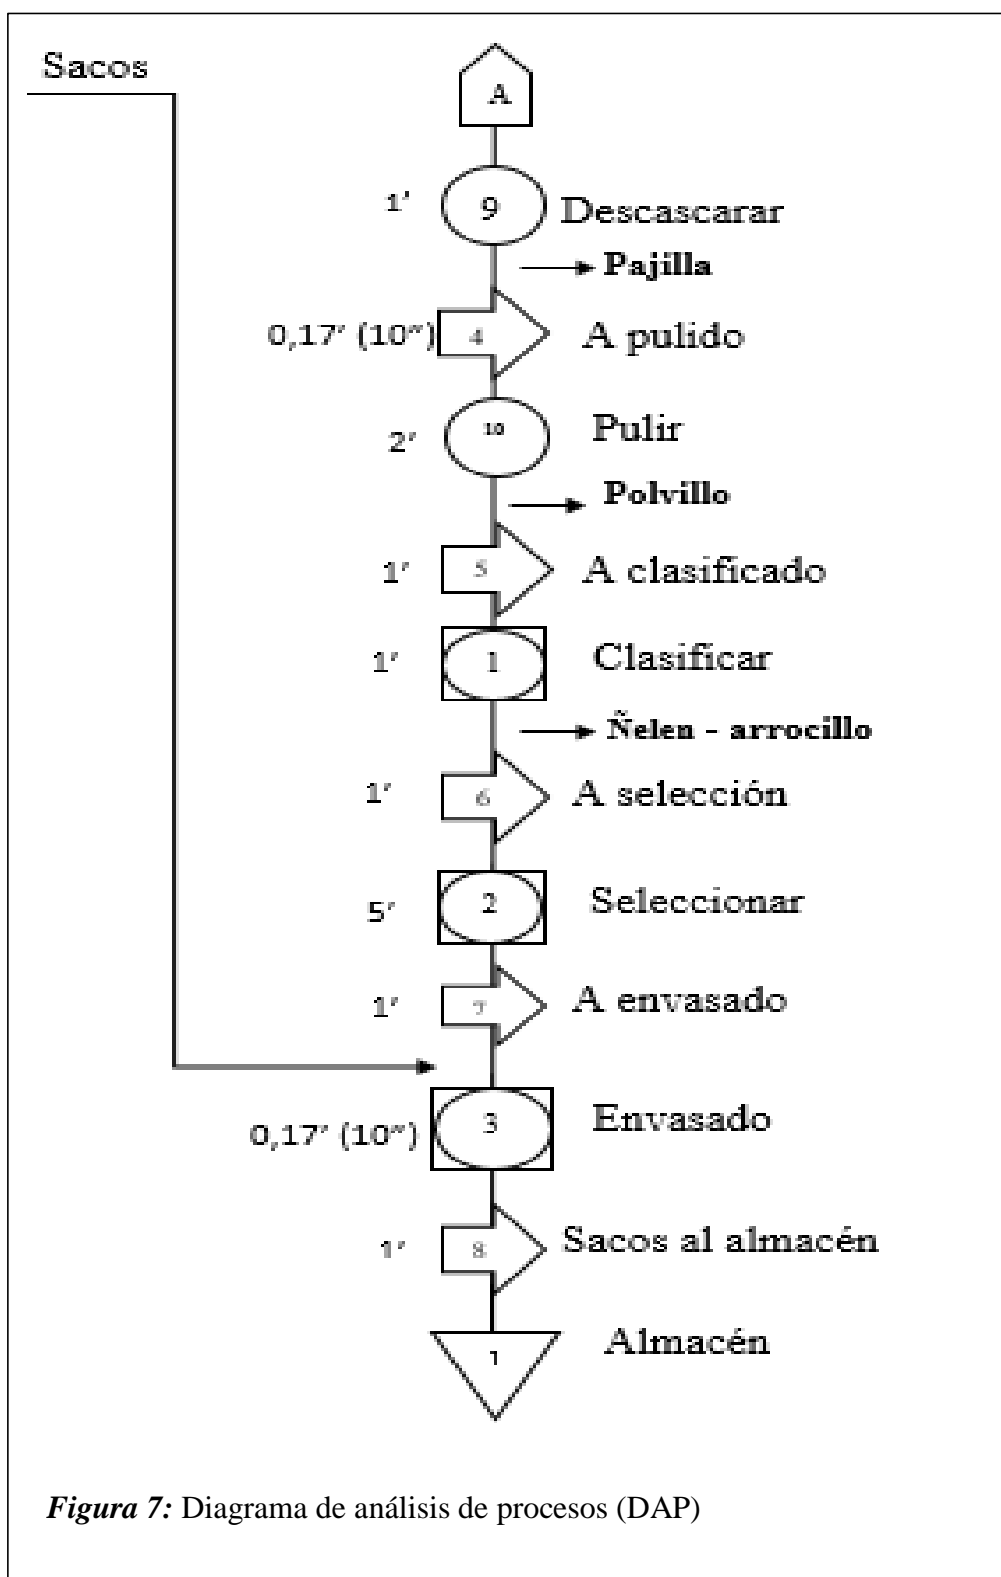 Sacos
A
1’ 9 Descascarar
Pajilla
0,17’ (10”) 4 A pulido
2’ 10 Pulir
Polvillo
1’ 5 A clasificado
1’ 1 Clasificar
Ñelen - arrocillo
1’ 6 A selección
5’ 2 Seleccionar
1’ 7 A envasado
0,17’ (10”) 3 Envasado
1’ 8 Sacos al almacén
1 Almacén
Figura 7: Diagrama de análisis de procesos (DAP)